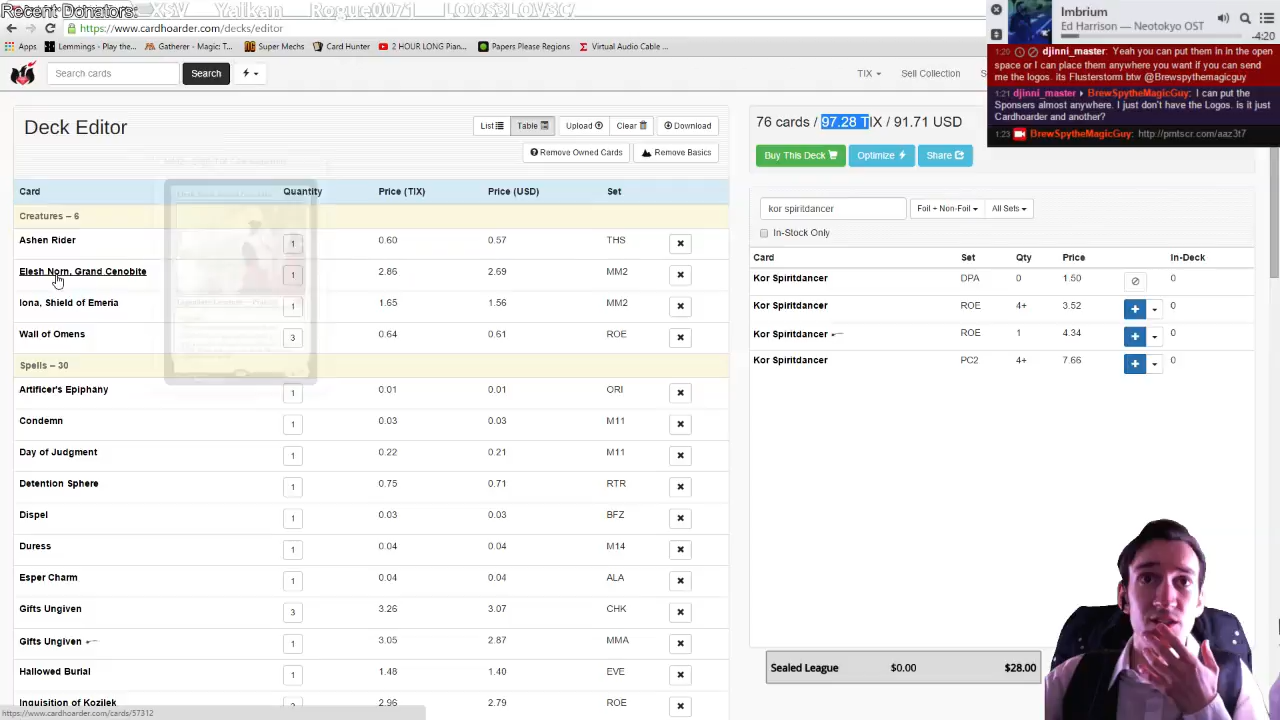 Recent Donators: XSV Yalkan Rogue0071 LOOSELOVSXY
https://www.cardhoarder.com/decks/editor
Apps Lemmings - Play the... Gatherer - Magic: T... Super Mechs Card Hunter 2 HOUR LONG Pian... Papers Please Rogue... Virtual Audio Cable ...
Imbrium
Ed Harrison — Neotokyo OST
-4:20
1:20 djinni_master: Yeah you can put them in in the open
space or I can place them anywhere you want if you can send
me the logos. its Flusterstorm btw @Brewspythemagicguy
1:21 djinni_master BrewSpytheMagicGuy: I can put the
Sponsers almost anywhere. I just don't have the Logos. Is it just
Cardhoarder and another?
1:23 BrewSpytheMagicGuy: http://prntscr.com/aaz3t7
Search cards Search TIX Sell Collection
Deck Editor
List Table Upload Clear Download
Remove Owned Cards Remove Basics
76 cards / 97.28 TIX / 91.71 USD
Buy This Deck Optimize Share
kor spiritdancer Foil + Non-Foil All Sets
In-Stock Only
Card Quantity Price (TIX) Price (USD) Set
Creatures – 6
Ashen Rider 1 0.60 0.57 THS
Elesh Norn, Grand Cenobite 1 2.86 2.69 MM2
Iona, Shield of Emeria 1 1.65 1.56 MM2
Wall of Omens 3 0.64 0.61 ROE
Spells – 30
Artificer's Epiphany 1 0.01 0.01 ORI
Condemn 1 0.03 0.03 M11
Day of Judgment 1 0.22 0.21 M11
Detention Sphere 1 0.75 0.71 RTR
Dispel 1 0.03 0.03 BFZ
Duress 1 0.04 0.04 M14
Esper Charm 1 0.04 0.04 ALA
Gifts Ungiven 3 3.26 3.07 CHK
Gifts Ungiven 1 3.05 2.87 MMA
Hallowed Burial 1 1.48 1.40 EVE
Inquisition of Kozilek 2.96 2.79 ROE
Card Set Qty Price In-Deck
Kor Spiritdancer DPA 0 1.50 0
Kor Spiritdancer ROE 4+ 3.52 0
Kor Spiritdancer ROE 1 4.34 0
Kor Spiritdancer PC2 4+ 7.66 0
Sealed League $0.00 $28.00
https://www.cardhoarder.com/cards/57312